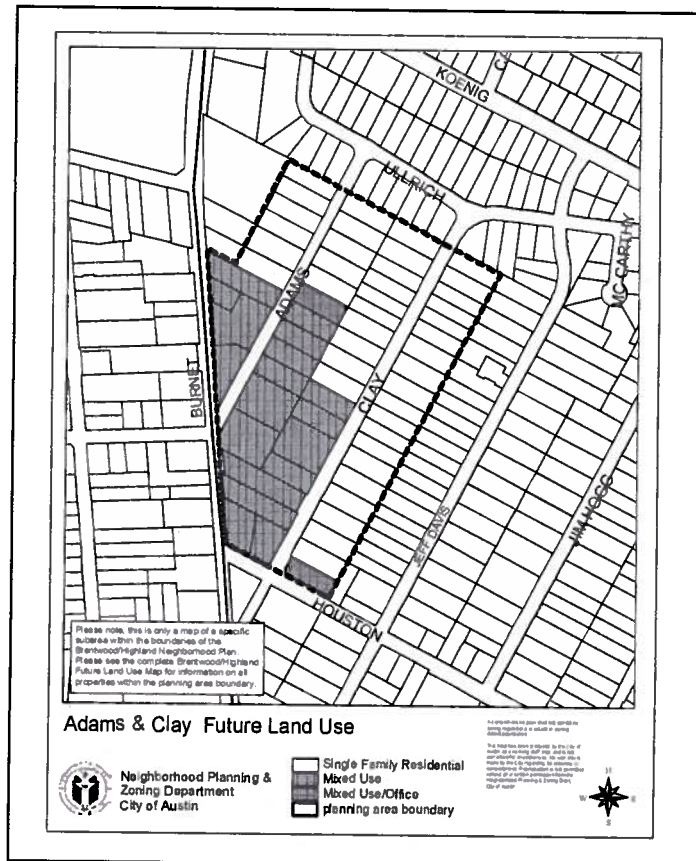 KOENIG
ULLRICH
MC CARTHY
ADAMS
BURNET
CLAY
JIM HOGG
JEFF DAVIS
HOUSTON
Please note, this is only a map of a specific
subarea within the boundaries of the
Brentwood/Highland Neighborhood Plan.
Please see the complete Brentwood/Highland
Future Land Use Map for information on all
properties within the planning area boundary.
Adams & Clay Future Land Use
Neighborhood Planning &
Zoning Department
City of Austin
Single Family Residential
Mixed Use
Mixed Use/Office
planning area boundary
N
W E
S